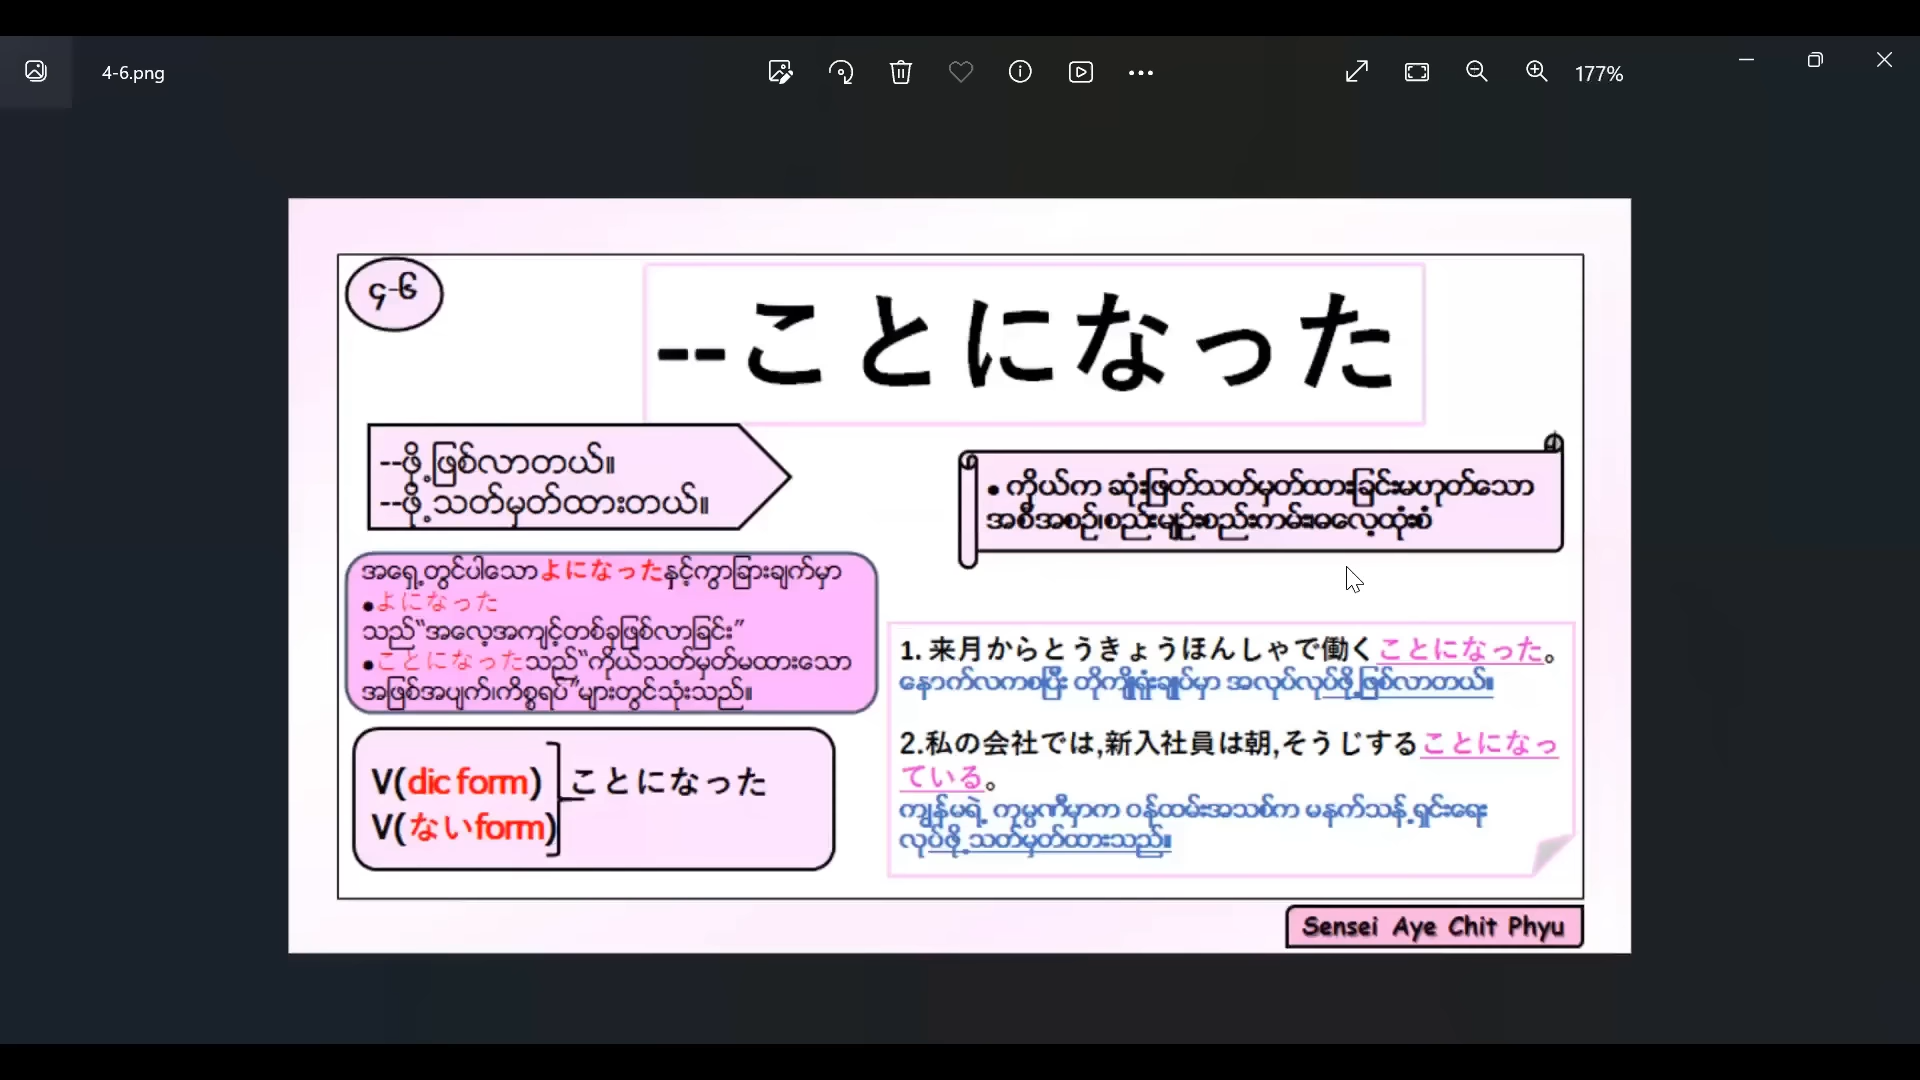 4-6.png
177%
၄-၆
--ことになった
--ဖို့ဖြစ်လာတယ်။
--ဖို့သတ်မှတ်ထားတယ်။
• ကိုယ်က ဆုံးဖြတ်သတ်မှတ်ထားခြင်းမဟုတ်သော
အစီအစဉ်၊စည်းမျဉ်းစည်းကမ်း၊ဓလေ့ထုံးစံ
အရှေ့တွင်ပါသောよになったနှင့်ကွာခြားချက်မှာ
●よになった
သည်“အလေ့အကျင့်တစ်ခုဖြစ်လာခြင်း”
●ことになったသည်“ကိုယ်သတ်မှတ်မထားသော
အဖြစ်အပျက်၊ကိစ္စရပ်”များတွင်သုံးသည်။
V(dic form)
V(ないform)
ことになった
1. 来月からとうきょうほんしゃで働くことになった。
နောက်လကစပြီး တိုကျိုရုံးချုပ်မှာ အလုပ်လုပ်ဖို့ဖြစ်လာတယ်။
2.私の会社では,新入社員は朝,そうじすることになっ
ている。
ကျွန်မရဲ့ ကုမ္ပဏီမှာက ဝန်ထမ်းအသစ်က မနက်သန့်ရှင်းရေး
လုပ်ဖို့သတ်မှတ်ထားသည်။
Sensei Aye Chit Phyu